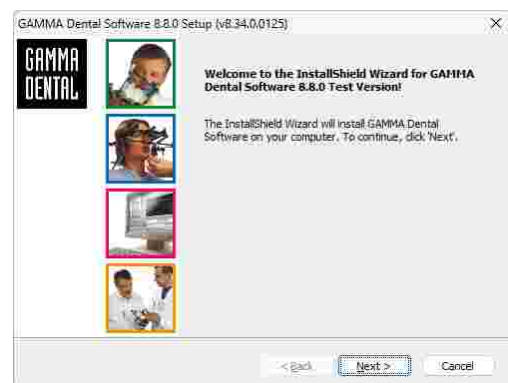 GAMMA Dental Software 8.8.0 Setup (v8.34.0.0125)
GAMMA
DENTAL
Welcome to the InstallShield Wizard for GAMMA
Dental Software 8.8.0 Test Version!
The InstallShield Wizard will install GAMMA Dental
Software on your computer. To continue, click 'Next'.
< Back
Next >
Cancel